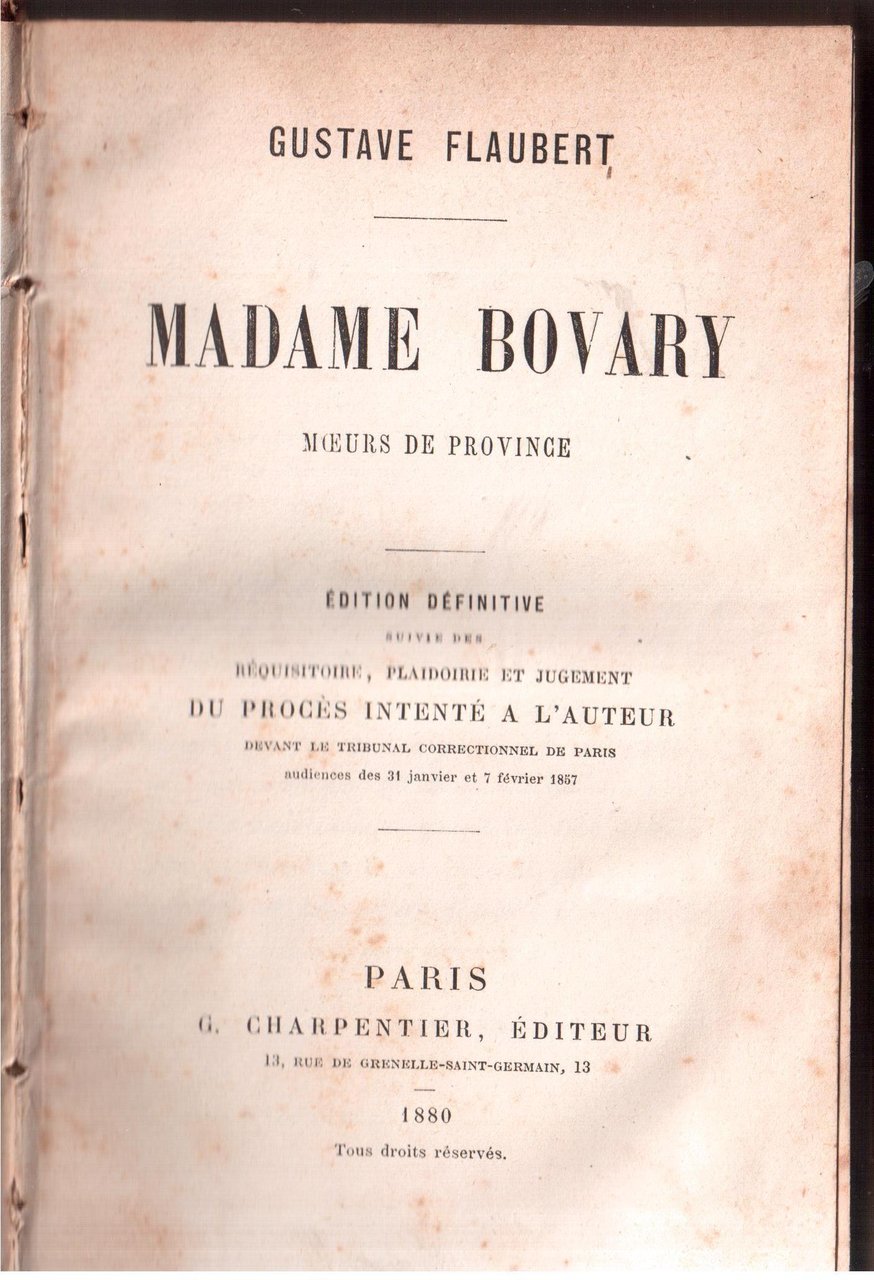 GUSTAVE FLAUBERT
MADAME BOVARY
MŒURS DE PROVINCE
ÉDITION DÉFINITIVE
SUIVIE DES
RÉQUISITOIRE, PLAIDOIRIE ET JUGEMENT
DU PROCÈS INTENTÉ A L'AUTEUR
DEVANT LE TRIBUNAL CORRECTIONNEL DE PARIS
audiences des 31 janvier et 7 février 1857
PARIS
G. CHARPENTIER, ÉDITEUR
13, RUE DE GRENELLE-SAINT-GERMAIN, 13
1880
Tous droits réservés.